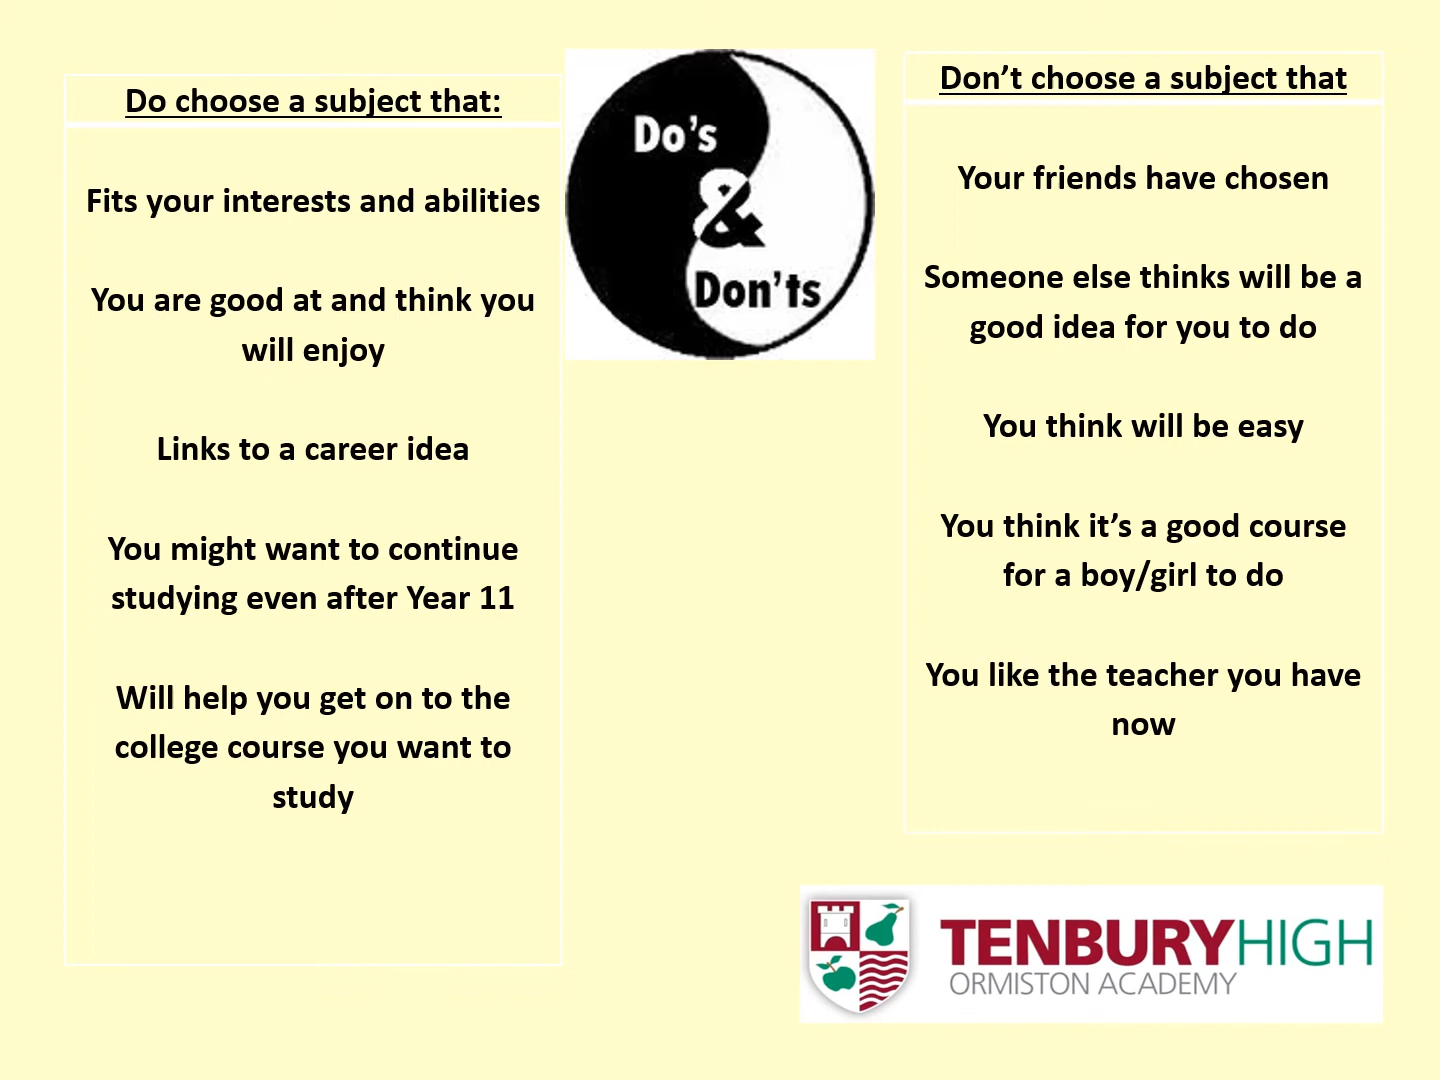 Do choose a subject that:
Fits your interests and abilities
You are good at and think you
will enjoy
Links to a career idea
You might want to continue
studying even after Year 11
Will help you get on to the
college course you want to
study
Do's
&
Don'ts
Don’t choose a subject that
Your friends have chosen
Someone else thinks will be a
good idea for you to do
You think will be easy
You think it’s a good course
for a boy/girl to do
You like the teacher you have
now
TENBURYHIGH
ORMISTON ACADEMY